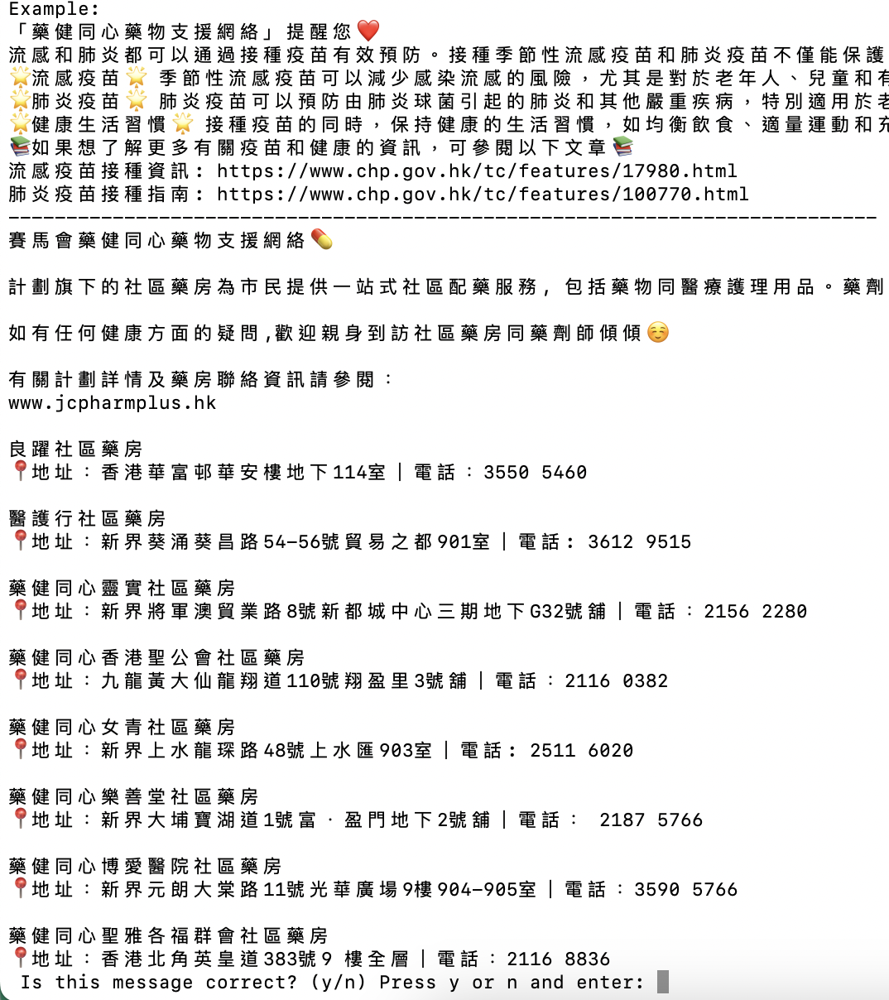 Example:
「藥健同心藥物支援網絡」提醒您❤️
流感和肺炎都可以通過接種疫苗有效預防。接種季節性流感疫苗和肺炎疫苗不僅能保護
🌟流感疫苗🌟 季節性流感疫苗可以減少感染流感的風險，尤其是對於老年人、兒童和有
🌟肺炎疫苗🌟 肺炎疫苗可以預防由肺炎球菌引起的肺炎和其他嚴重疾病，特別適用於老
🌟健康生活習慣🌟 接種疫苗的同時，保持健康的生活習慣，如均衡飲食、適量運動和充
📚如果想了解更多有關疫苗和健康的資訊，可參閱以下文章📚
流感疫苗接種資訊: https://www.chp.gov.hk/tc/features/17980.html
肺炎疫苗接種指南: https://www.chp.gov.hk/tc/features/100770.html
---------------------------------------------------------------------------
賽馬會藥健同心藥物支援網絡💊
計劃旗下的社區藥房為市民提供一站式社區配藥服務, 包括藥物同醫療護理用品。藥劑
如有任何健康方面的疑問,歡迎親身到訪社區藥房同藥劑師傾傾☺️
有關計劃詳情及藥房聯絡資訊請參閱：
www.jcpharmplus.hk
良躍社區藥房
📍地址：香港華富邨華安樓地下114室｜電話：3550 5460
醫護行社區藥房
📍地址：新界葵涌葵昌路54-56號貿易之都901室｜電話: 3612 9515
藥健同心靈實社區藥房
📍地址：新界將軍澳貿業路8號新都城中心三期地下G32號舖｜電話：2156 2280
藥健同心香港聖公會社區藥房
📍地址：九龍黃大仙龍翔道110號翔盈里3號舖｜電話：2116 0382
藥健同心女青社區藥房
📍地址：新界上水龍琛路48號上水匯903室｜電話: 2511 6020
藥健同心樂善堂社區藥房
📍地址：新界大埔寶湖道1號富‧盈門地下2號舖｜電話： 2187 5766
藥健同心博愛醫院社區藥房
📍地址：新界元朗大棠路11號光華廣場9樓904-905室｜電話：3590 5766
藥健同心聖雅各福群會社區藥房
📍地址：香港北角英皇道383號9 樓全層｜電話：2116 8836
Is this message correct? (y/n) Press y or n and enter: